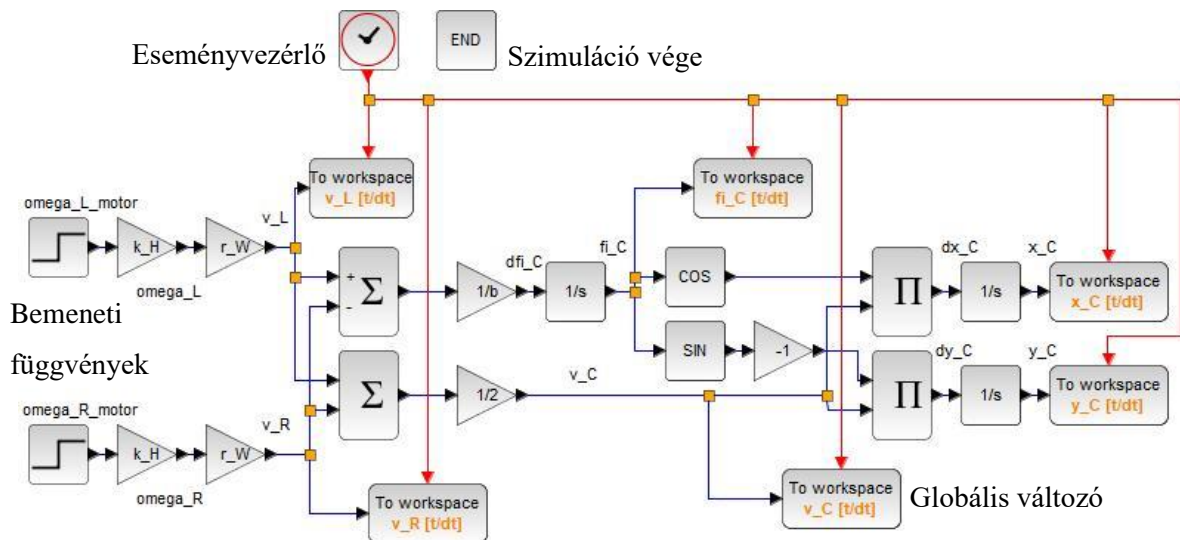 Eseményvezérlő
END
Szimuláció vége
To workspace
v_L [t/dt]
To workspace
fi_C [t/dt]
omega_L_motor
k_H
r_W
v_L
omega_L
+
-
Σ
1/b
dfi_C
1/s
fi_C
COS
Π
dx_C
1/s
x_C
To workspace
x_C [t/dt]
Bemeneti
függvények
SIN
-1
Σ
1/2
v_C
Π
dy_C
1/s
y_C
To workspace
y_C [t/dt]
omega_R_motor
k_H
r_W
v_R
omega_R
To workspace
v_R [t/dt]
To workspace
v_C [t/dt]
Globális változó